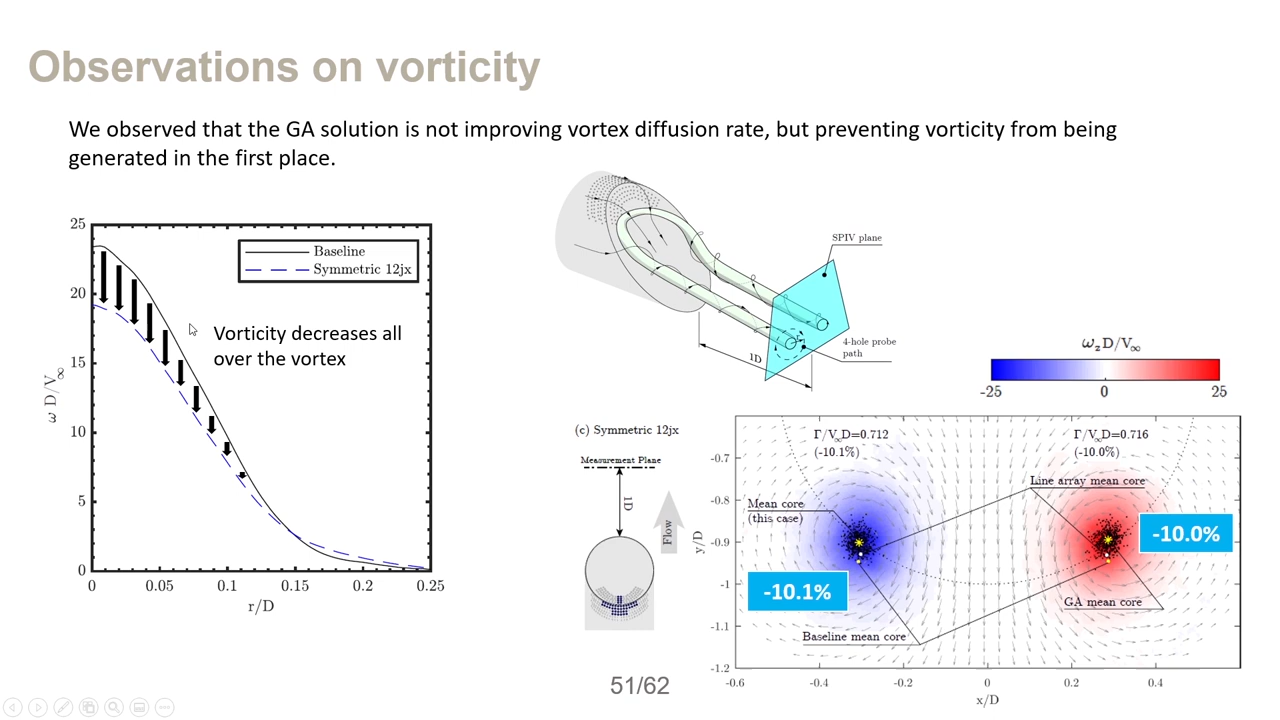 Observations on vorticity
We observed that the GA solution is not improving vortex diffusion rate, but preventing vorticity from being
generated in the first place.
25
20
15
10
5
0
ω D/V∞
0
0.05
0.1
0.15
0.2
0.25
r/D
Baseline
Symmetric 12jx
Vorticity decreases all
over the vortex
SPIV plane
4-hole probe
path
1D
ω₂D/V∞
-25
0
25
(c) Symmetric 12jx
Measurement Plane
1D
Flow
Γ/V∞D=0.712
(-10.1%)
Γ/V∞D=0.716
(-10.0%)
Line array mean core
Mean core
(this case)
-10.0%
-10.1%
GA mean core
Baseline mean core
y/D
-0.7
-0.8
-0.9
-1
-1.1
-1.2
-0.6
-0.4
-0.2
0
0.2
0.4
x/D
51/62